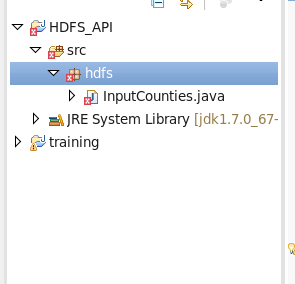 HDFS_API
src
hdfs
InputCounties.java
JRE System Library [jdk1.7.0_67-
training